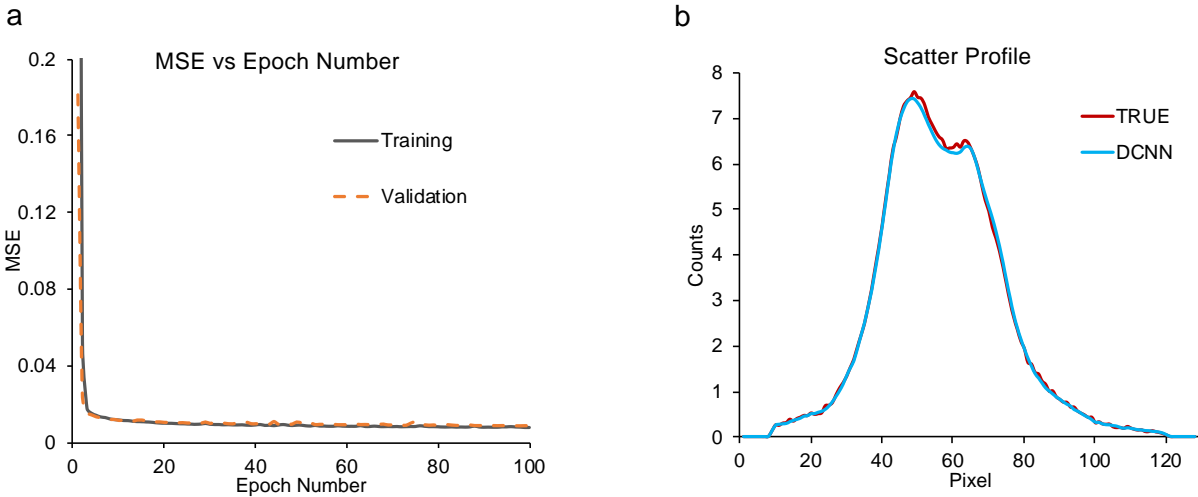 a
MSE vs Epoch Number
0.2
0.16
0.12
0.08
0.04
0
MSE
Training
Validation
0 20 40 60 80 100
Epoch Number
b
Scatter Profile
8
7
6
5
4
3
2
1
0
Counts
TRUE
DCNN
0 20 40 60 80 100 120
Pixel